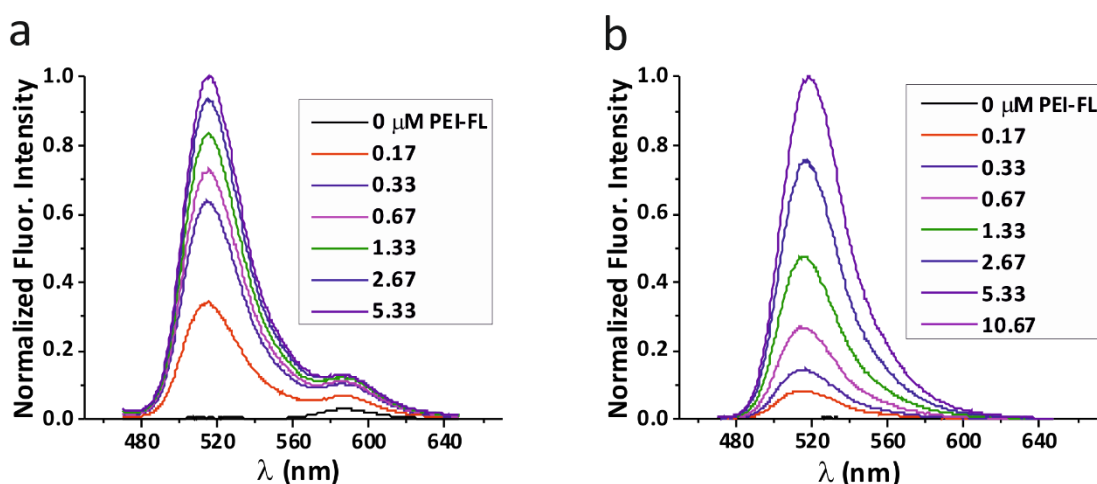 a
Normalized Fluor. Intensity
1.0
0.8
0.6
0.4
0.2
0.0
480 520 560 600 640
λ (nm)
0 μM PEI-FL
0.17
0.33
0.67
1.33
2.67
5.33
b
Normalized Fluor. Intensity
1.0
0.8
0.6
0.4
0.2
0.0
480 520 560 600 640
λ (nm)
0 μM PEI-FL
0.17
0.33
0.67
1.33
2.67
5.33
10.67